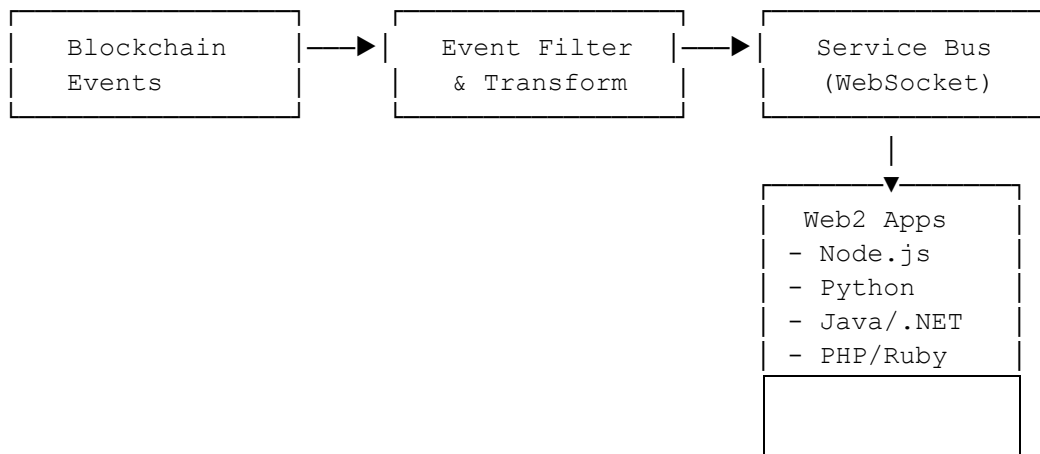 Blockchain
Events
Event Filter
& Transform
Service Bus
(WebSocket)
Web2 Apps
- Node.js
- Python
- Java/.NET
- PHP/Ruby